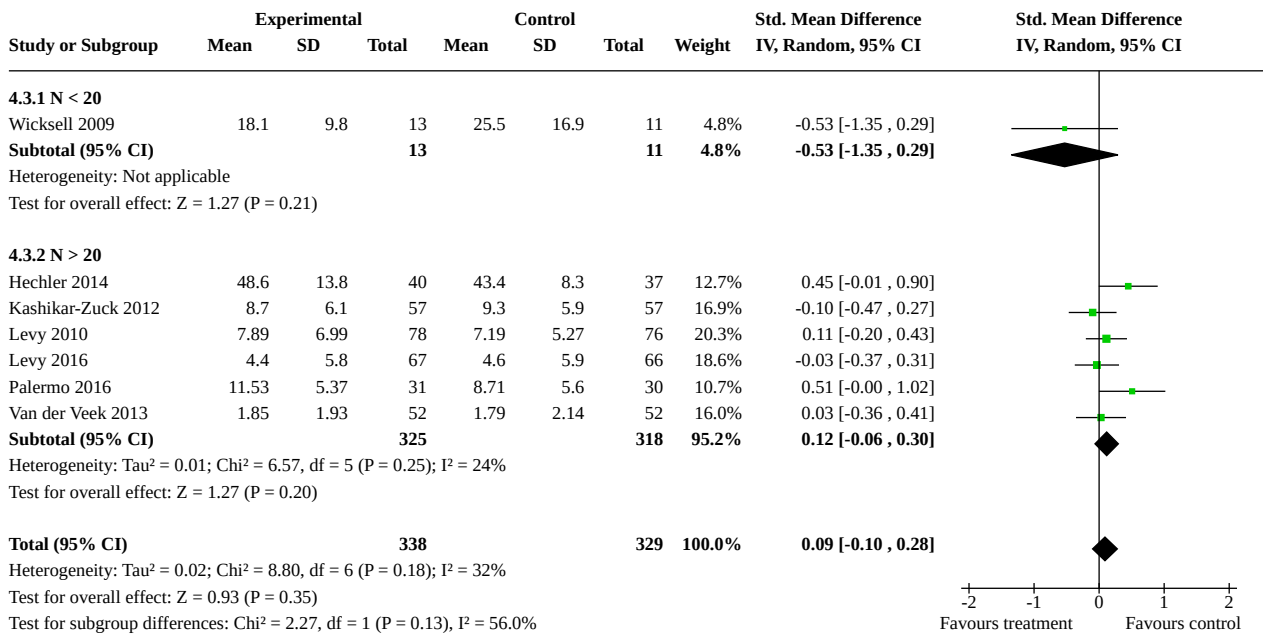 Experimental Control Std. Mean Difference Std. Mean Difference
Study or Subgroup Mean SD Total Mean SD Total Weight IV, Random, 95% CI IV, Random, 95% CI
4.3.1 N < 20
Wicksell 2009 18.1 9.8 13 25.5 16.9 11 4.8% -0.53 [-1.35 , 0.29]
Subtotal (95% CI) 13 11 4.8% -0.53 [-1.35 , 0.29]
Heterogeneity: Not applicable
Test for overall effect: Z = 1.27 (P = 0.21)
4.3.2 N > 20
Hechler 2014 48.6 13.8 40 43.4 8.3 37 12.7% 0.45 [-0.01 , 0.90]
Kashikar-Zuck 2012 8.7 6.1 57 9.3 5.9 57 16.9% -0.10 [-0.47 , 0.27]
Levy 2010 7.89 6.99 78 7.19 5.27 76 20.3% 0.11 [-0.20 , 0.43]
Levy 2016 4.4 5.8 67 4.6 5.9 66 18.6% -0.03 [-0.37 , 0.31]
Palermo 2016 11.53 5.37 31 8.71 5.6 30 10.7% 0.51 [-0.00 , 1.02]
Van der Veek 2013 1.85 1.93 52 1.79 2.14 52 16.0% 0.03 [-0.36 , 0.41]
Subtotal (95% CI) 325 318 95.2% 0.12 [-0.06 , 0.30]
Heterogeneity: Tau² = 0.01; Chi² = 6.57, df = 5 (P = 0.25); I² = 24%
Test for overall effect: Z = 1.27 (P = 0.20)
Total (95% CI) 338 329 100.0% 0.09 [-0.10 , 0.28]
Heterogeneity: Tau² = 0.02; Chi² = 8.80, df = 6 (P = 0.18); I² = 32%
Test for overall effect: Z = 0.93 (P = 0.35)
-2 -1 0 1 2
Test for subgroup differences: Chi² = 2.27, df = 1 (P = 0.13), I² = 56.0% Favours treatment Favours control